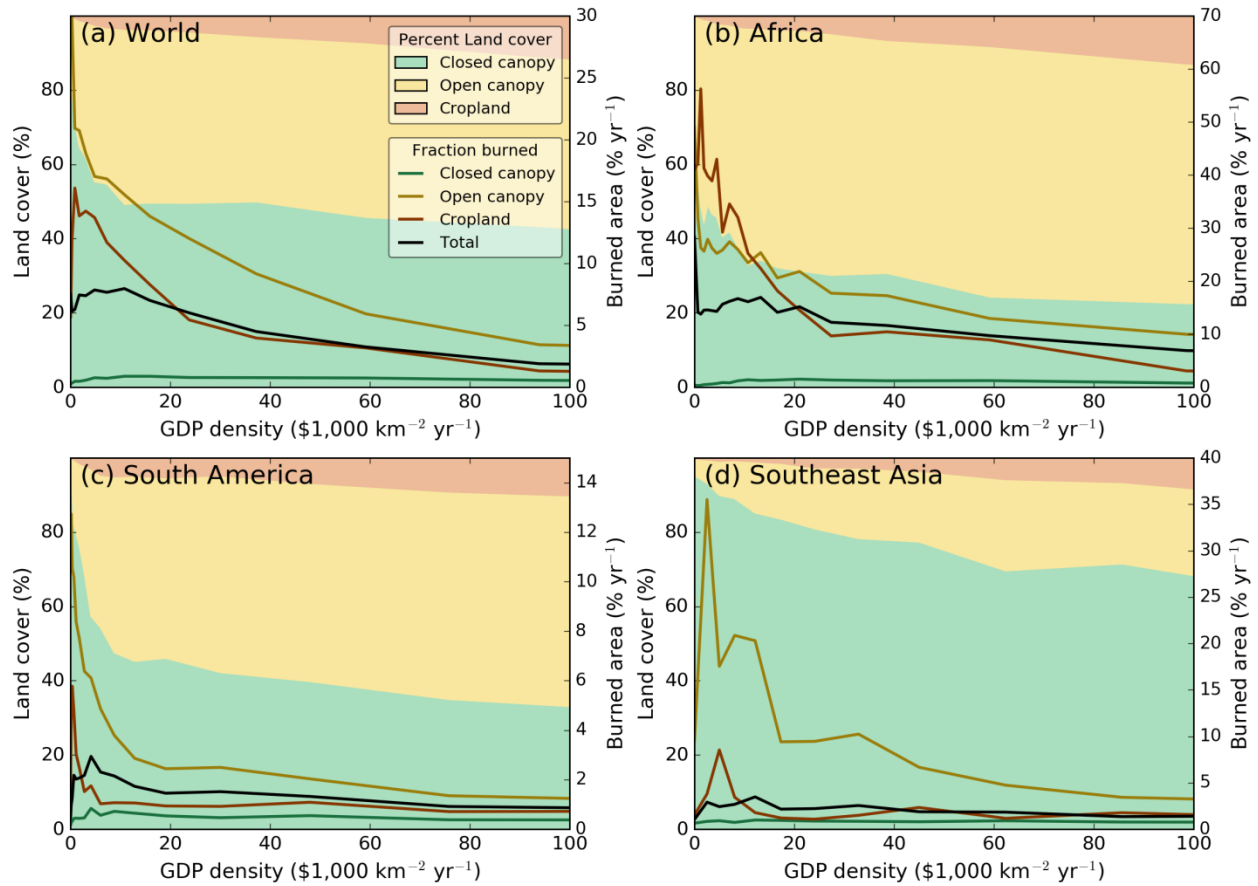 (a) World
Percent Land cover
Closed canopy
Open canopy
Cropland
Fraction burned
Closed canopy
Open canopy
Cropland
Total
Land cover (%)
0
20
40
60
80
Burned area (% yr⁻¹)
0
5
10
15
20
25
30
0 20 40 60 80 100
GDP density ($1,000 km⁻² yr⁻¹)
(b) Africa
Land cover (%)
0
20
40
60
80
Burned area (% yr⁻¹)
0
10
20
30
40
50
60
70
0 20 40 60 80 100
GDP density ($1,000 km⁻² yr⁻¹)
(c) South America
Land cover (%)
0
20
40
60
80
Burned area (% yr⁻¹)
0
2
4
6
8
10
12
14
0 20 40 60 80 100
GDP density ($1,000 km⁻² yr⁻¹)
(d) Southeast Asia
Land cover (%)
0
20
40
60
80
Burned area (% yr⁻¹)
0
5
10
15
20
25
30
35
40
0 20 40 60 80 100
GDP density ($1,000 km⁻² yr⁻¹)